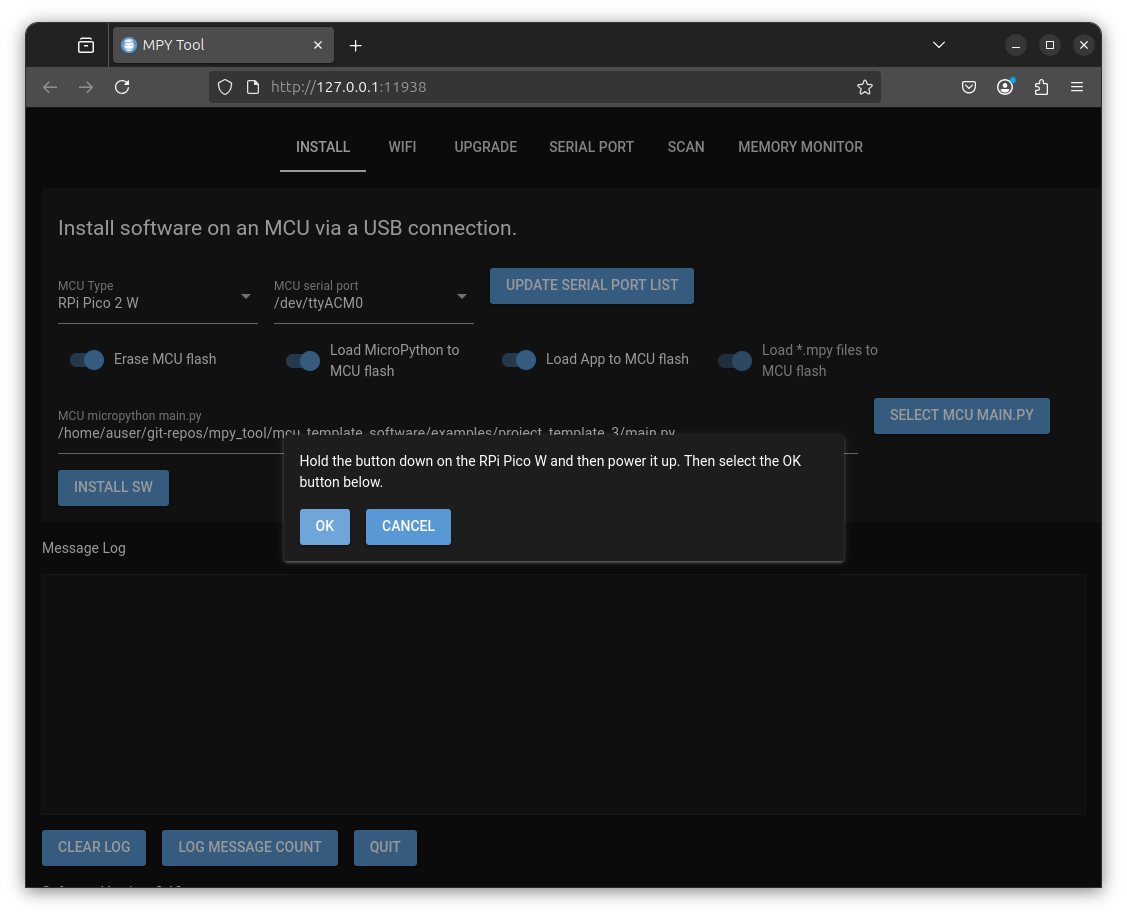 MPY Tool
http://127.0.0.1:11938
INSTALL WIFI UPGRADE SERIAL PORT SCAN MEMORY MONITOR
Install software on an MCU via a USB connection.
MCU Type
RPi Pico 2 W
MCU serial port
/dev/ttyACM0
UPDATE SERIAL PORT LIST
Erase MCU flash
Load MicroPython to
MCU flash
Load App to MCU flash
Load *.mpy files to
MCU flash
MCU micropython main.py
/home/auser/git-repos/mpy_tool/mcu_template_software/examples/project_template_3/main.py
SELECT MCU MAIN.PY
INSTALL SW
Hold the button down on the RPi Pico W and then power it up. Then select the OK
button below.
OK CANCEL
Message Log
CLEAR LOG LOG MESSAGE COUNT QUIT